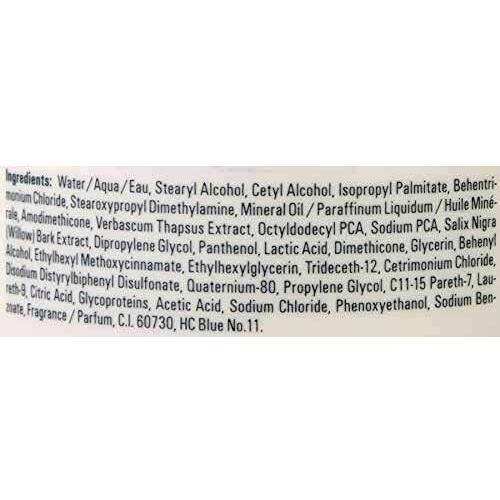 Ingredients: Water/Aqua/Eau, Stearyl Alcohol, Cetyl Alcohol, Isopropyl Palmitate, Behentri-
monium Chloride, Stearoxypropyl Dimethylamine, Mineral Oil / Paraffinum Liquidum / Huile Miné-
rale, Amodimethicone, Verbascum Thapsus Extract, Octyldodecyl PCA, Sodium PCA, Salix Nigra
(Willow) Bark Extract, Dipropylene Glycol, Panthenol, Lactic Acid, Dimethicone, Glycerin, Behenyl
Alcohol, Ethylhexyl Methoxycinnamate, Ethylhexylglycerin, Trideceth-12, Cetrimonium Chloride,
Disodium Distyrylbiphenyl Disulfonate, Quaternium-80, Propylene Glycol, C11-15 Pareth-7, Lau-
reth-9, Citric Acid, Glycoproteins, Acetic Acid, Sodium Chloride, Phenoxyethanol, Sodium Ben-
zoate, Fragrance / Parfum, C.I. 60730, HC Blue No.11.